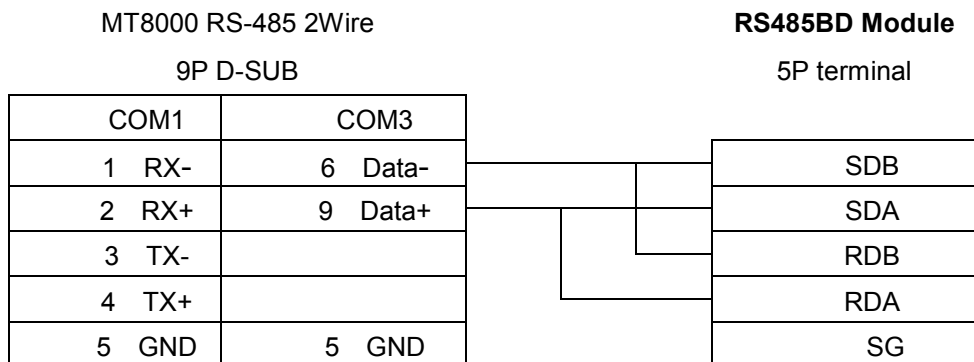 MT8000 RS-485 2Wire RS485BD Module
9P D-SUB 5P terminal
COM1 COM3
1 RX- 6 Data- SDB
2 RX+ 9 Data+ SDA
3 TX- RDB
4 TX+ RDA
5 GND 5 GND SG